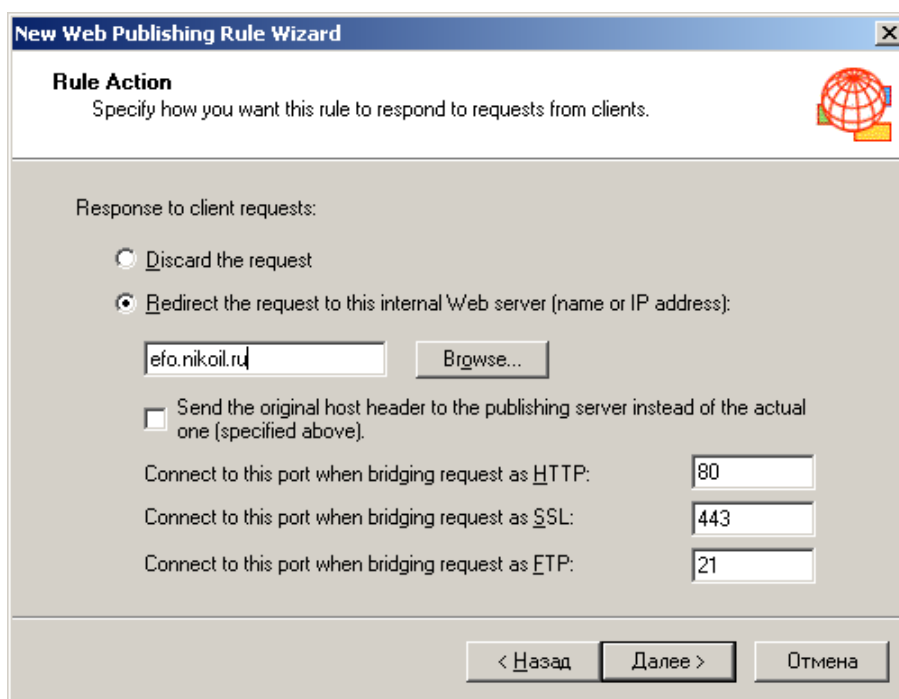 New Web Publishing Rule Wizard
Rule Action
Specify how you want this rule to respond to requests from clients.
Response to client requests:
Discard the request
Redirect the request to this internal Web server (name or IP address):
efo.nikoil.ru
Browse...
Send the original host header to the publishing server instead of the actual
one (specified above).
Connect to this port when bridging request as HTTP:
80
Connect to this port when bridging request as SSL:
443
Connect to this port when bridging request as FTP:
21
< Назад
Далее >
Отмена